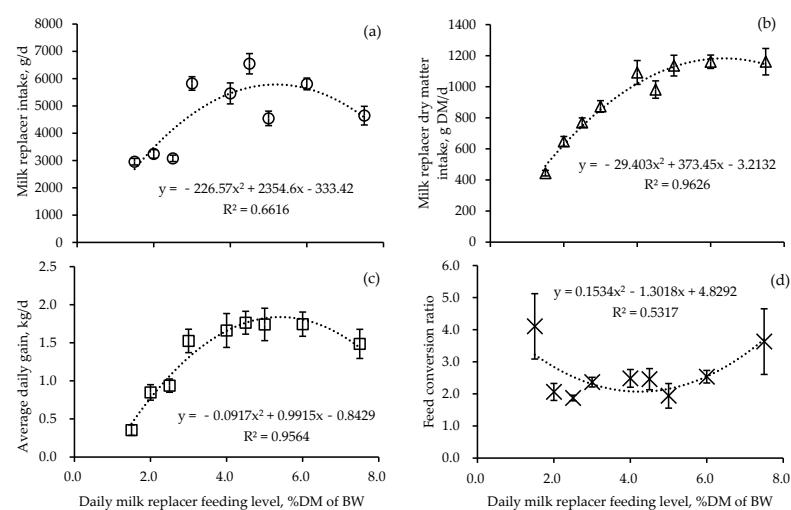 8000
7000
6000
5000
4000
3000
2000
1000
0
Milk replacer intake, g/d
(a)
y = - 226.57x² + 2354.6x - 333.42
R² = 0.6616
1400
1200
1000
800
600
400
200
0
Milk replacer dry matter
intake, g DM/d
(b)
y = - 29.403x² + 373.45x - 3.2132
R² = 0.9626
2.5
2.0
1.5
1.0
0.5
0.0
Average daily gain, kg/d
(c)
y = - 0.0917x² + 0.9915x - 0.8429
R² = 0.9564
0.0 2.0 4.0 6.0 8.0
Daily milk replacer feeding level, %DM of BW
6.0
5.0
4.0
3.0
2.0
1.0
0.0
Feed conversion ratio
(d)
y = 0.1534x² - 1.3018x + 4.8292
R² = 0.5317
0.0 2.0 4.0 6.0 8.0
Daily milk replacer feeding level, %DM of BW